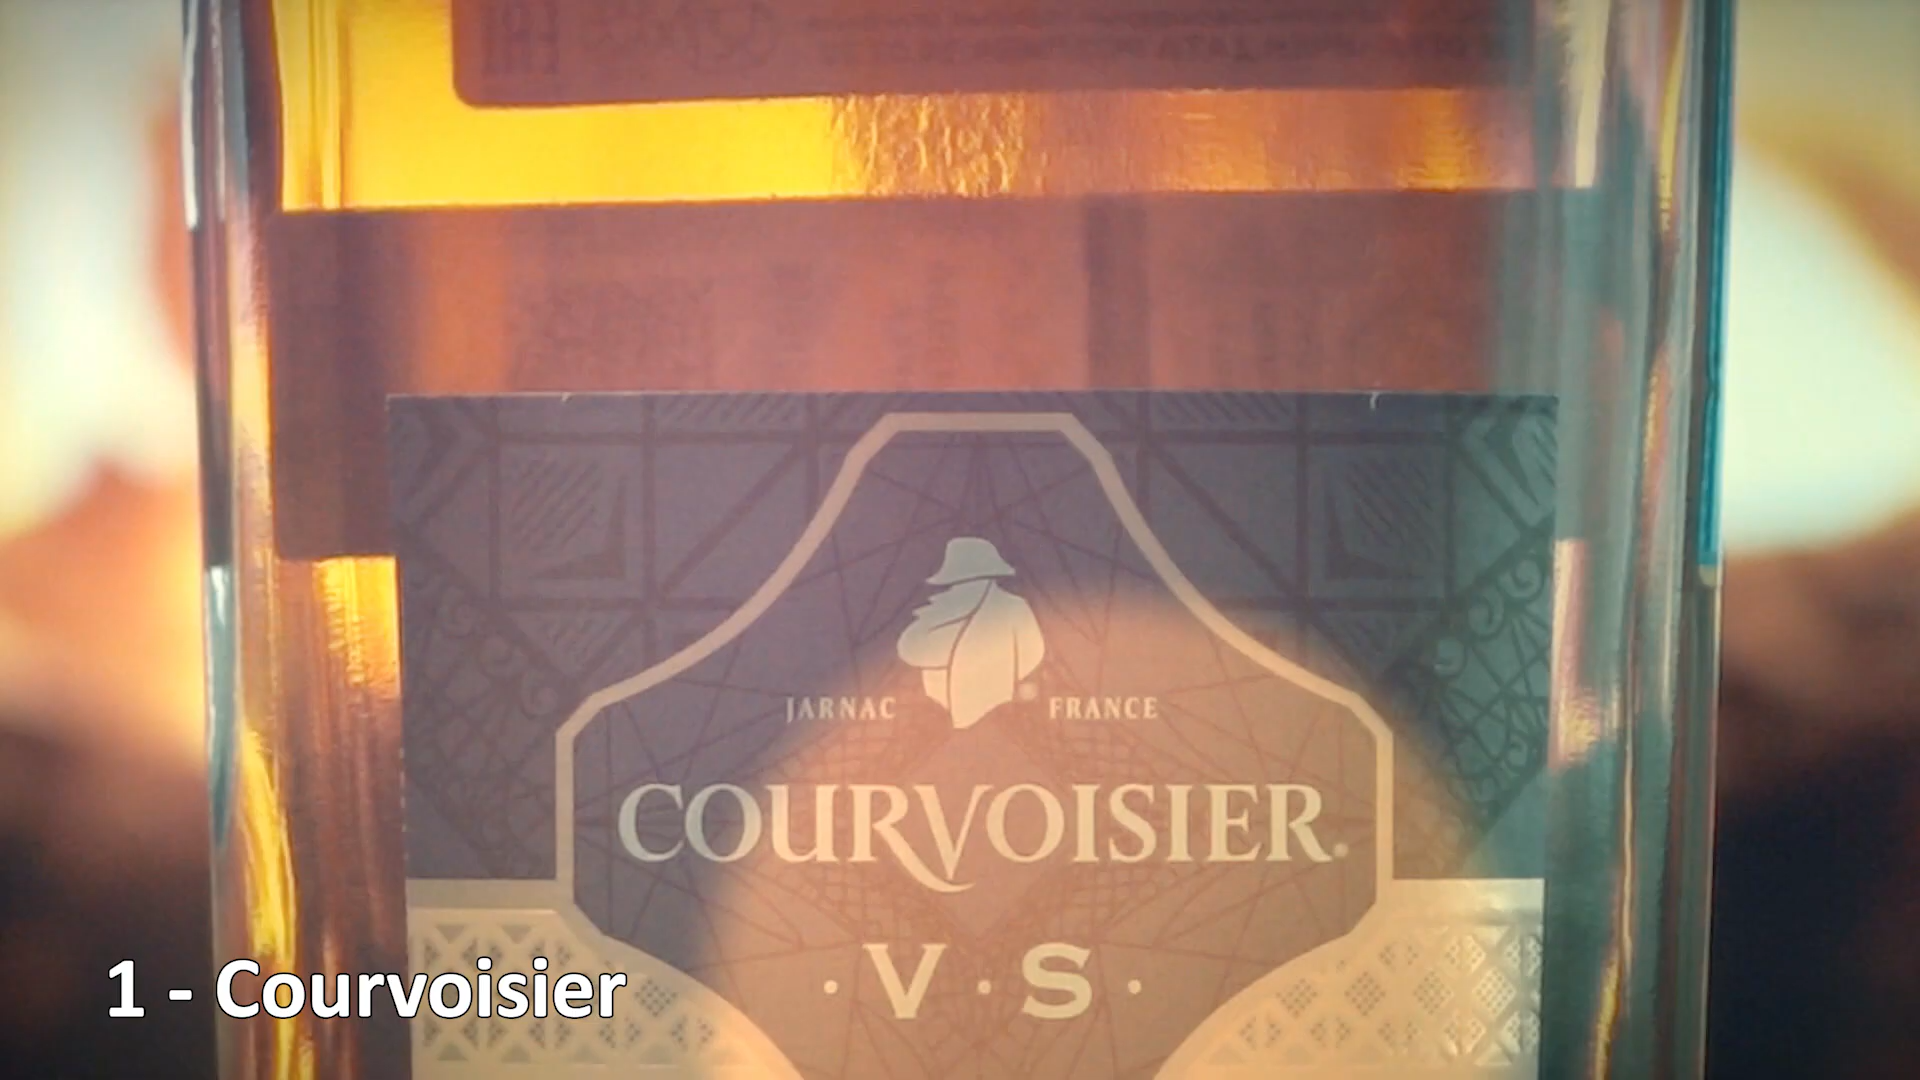 JARNAC FRANCE
COURVOISIER®
· V · S ·
1 - Courvoisier